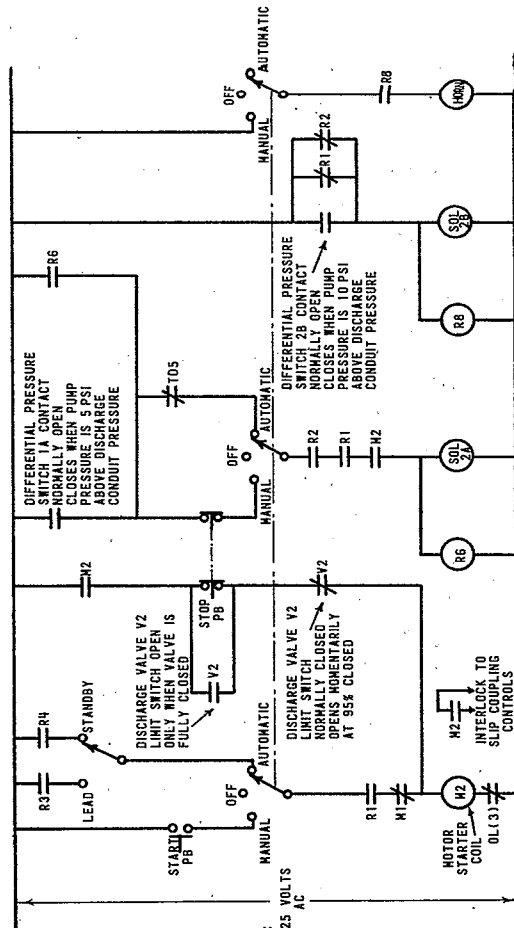 START
PB
MANUAL
OFF
AUTOMATIC
R3
LEAD
R4
STANDBY
R1
M1
M2
MOTOR
STARTER
COIL
OL(3)
25 VOLTS
AC
M2
INTERLOCK TO
SLIP COUPLING
CONTROLS
DISCHARGE VALVE V2
LIMIT SWITCH OPEN
ONLY WHEN VALVE IS
FULLY CLOSED
V2
M2
STOP
PB
DISCHARGE VALVE V2
LIMIT SWITCH
NORMALLY CLOSED
OPENS MOMENTARILY
AT 95% CLOSED
V2
DIFFERENTIAL PRESSURE
SWITCH 1A CONTACT
NORMALLY OPEN
CLOSES WHEN PUMP
PRESSURE IS 5 PSI
ABOVE DISCHARGE
CONDUIT PRESSURE
R6
TD5
MANUAL
OFF
AUTOMATIC
R2
R1
M2
R6
SOL
2A
DIFFERENTIAL PRESSURE
SWITCH 2B CONTACT
NORMALLY OPEN
CLOSES WHEN PUMP
PRESSURE IS 10 PSI
ABOVE DISCHARGE
CONDUIT PRESSURE
R1
R2
R8
SOL
2B
MANUAL
OFF
AUTOMATIC
R8
HORN